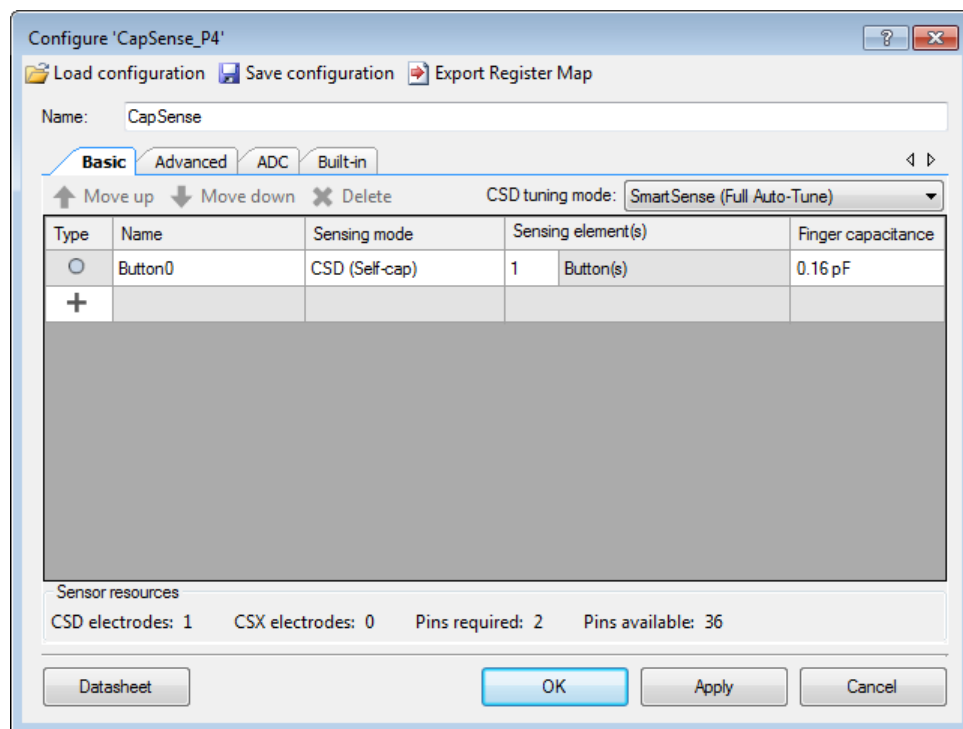 Configure 'CapSense_P4'
Load configuration Save configuration Export Register Map
Name: CapSense
Basic Advanced ADC Built-in
Move up Move down Delete CSD tuning mode: SmartSense (Full Auto-Tune)
Type Name Sensing mode Sensing element(s) Finger capacitance
Button0 CSD (Self-cap) 1 Button(s) 0.16 pF
Sensor resources
CSD electrodes: 1 CSX electrodes: 0 Pins required: 2 Pins available: 36
Datasheet OK Apply Cancel